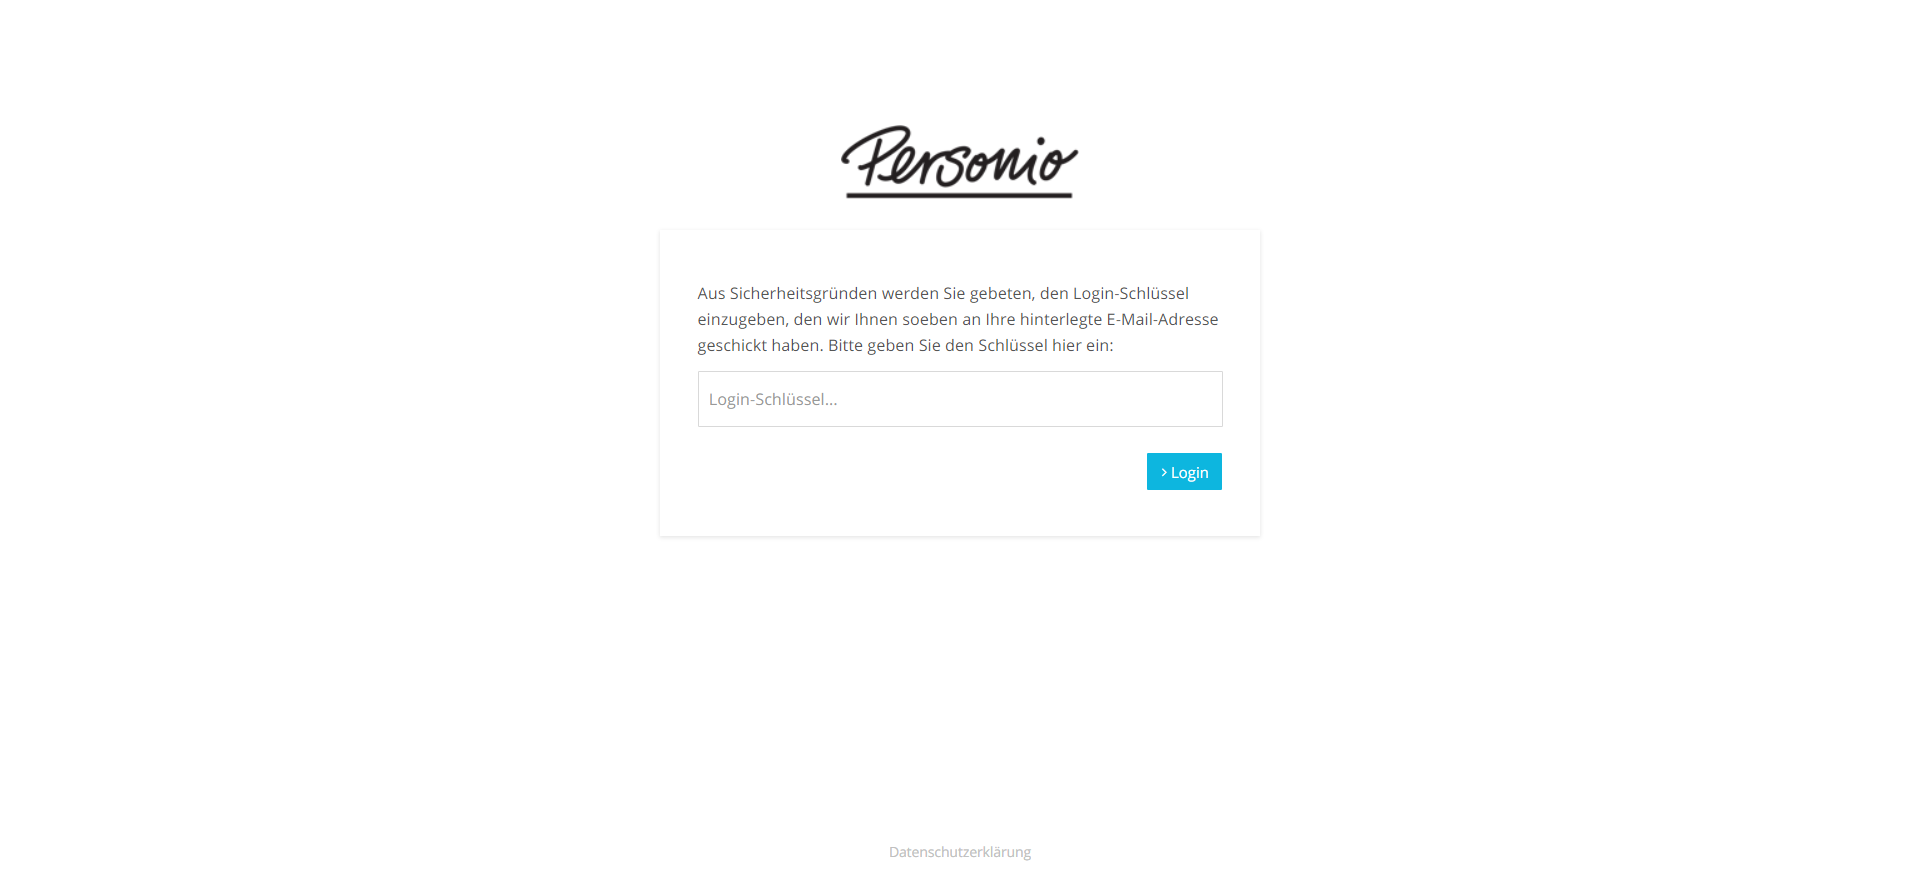 Personio
Aus Sicherheitsgründen werden Sie gebeten, den Login-Schlüssel
einzugeben, den wir Ihnen soeben an Ihre hinterlegte E-Mail-Adresse
geschickt haben. Bitte geben Sie den Schlüssel hier ein:
Login-Schlüssel...
Login
Datenschutzerklärung